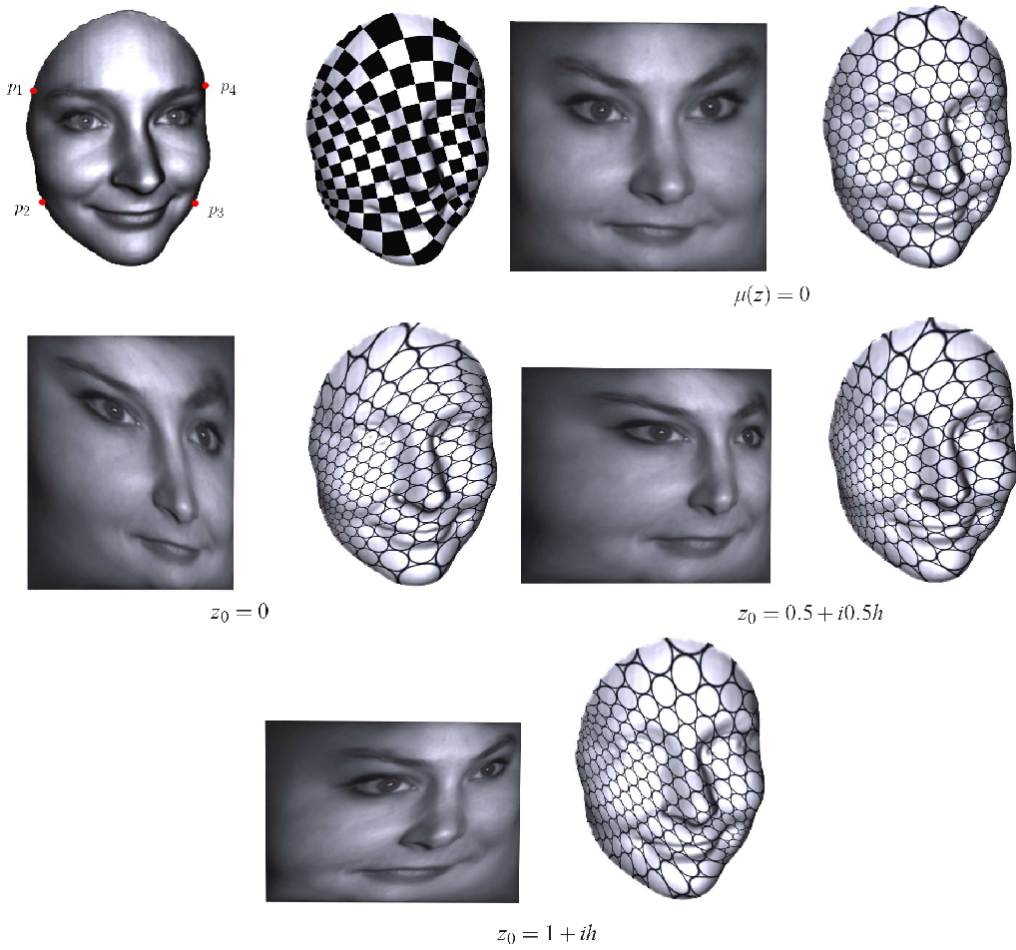 p₁
p₄
p₂
p₃
μ(z) = 0
z₀ = 0
z₀ = 0.5 + i0.5h
z₀ = 1 + ih